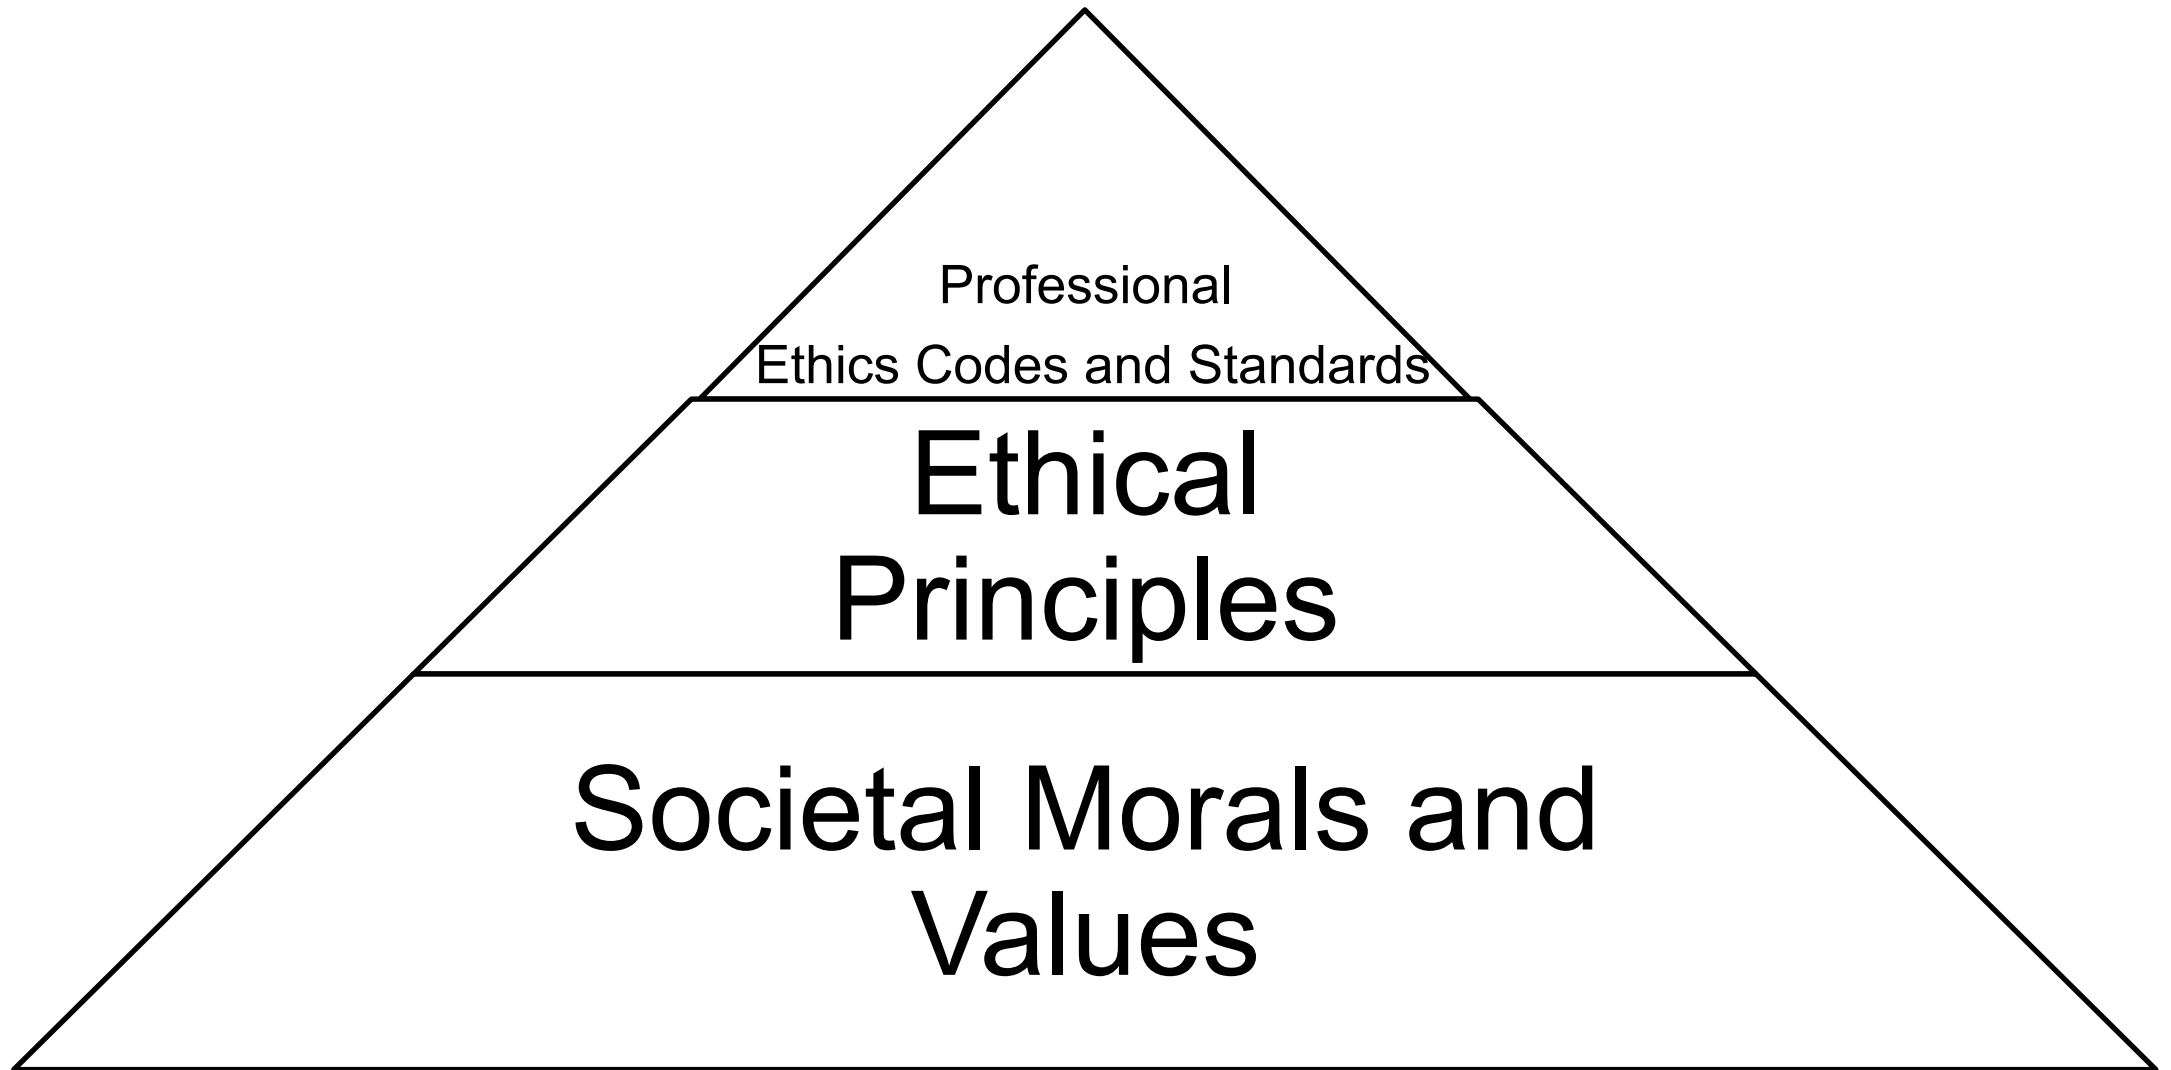 Professional
Ethics Codes and Standards
Ethical
Principles
Societal Morals and
Values